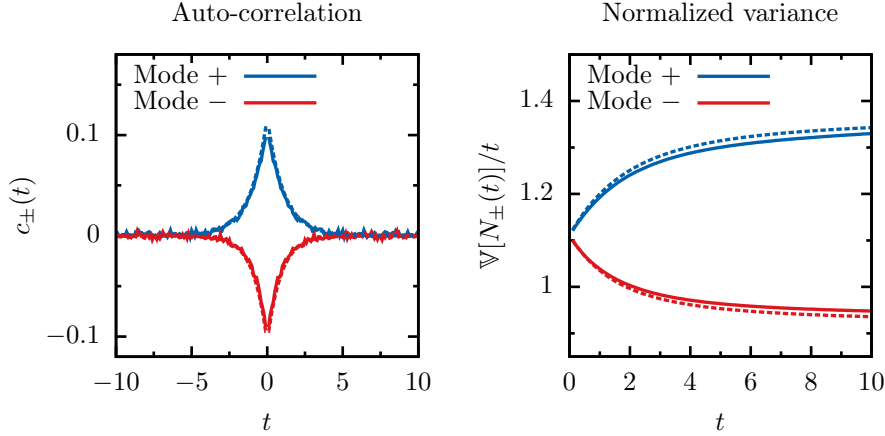 Auto-correlation
Mode +
Mode −
c±(t)
0.1
0
−0.1
−10
−5
0
5
10
t
Normalized variance
Mode +
Mode −
𝕍[N±(t)]/t
1.4
1.2
1
0
2
4
6
8
10
t